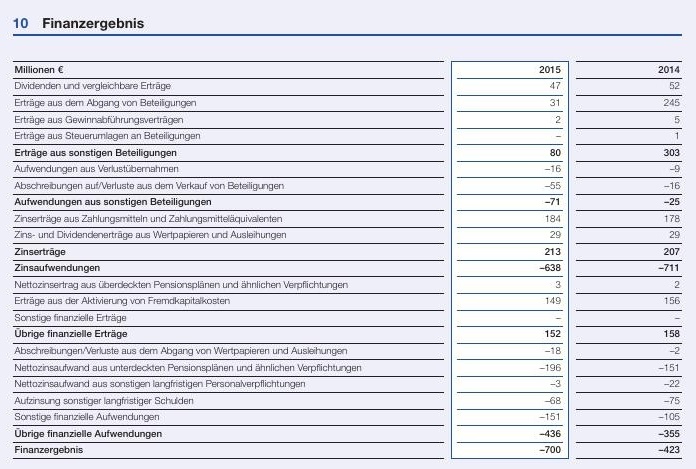 10 Finanzergebnis
Millionen € 2015 2014
Dividenden und vergleichbare Erträge 47 52
Erträge aus dem Abgang von Beteiligungen 31 245
Erträge aus Gewinnabführungsverträgen 2 5
Erträge aus Steuerumlagen an Beteiligungen – 1
Erträge aus sonstigen Beteiligungen 80 303
Aufwendungen aus Verlustübernahmen –16 –9
Abschreibungen auf/Verluste aus dem Verkauf von Beteiligungen –55 –16
Aufwendungen aus sonstigen Beteiligungen –71 –25
Zinserträge aus Zahlungsmitteln und Zahlungsmitteläquivalenten 184 178
Zins- und Dividendenerträge aus Wertpapieren und Ausleihungen 29 29
Zinserträge 213 207
Zinsaufwendungen –638 –711
Nettozinsertrag aus überdeckten Pensionsplänen und ähnlichen Verpflichtungen 3 2
Erträge aus der Aktivierung von Fremdkapitalkosten 149 156
Sonstige finanzielle Erträge – –
Übrige finanzielle Erträge 152 158
Abschreibungen/Verluste aus dem Abgang von Wertpapieren und Ausleihungen –18 –2
Nettozinsaufwand aus unterdeckten Pensionsplänen und ähnlichen Verpflichtungen –196 –151
Nettozinsaufwand aus sonstigen langfristigen Personalverpflichtungen –3 –22
Aufzinsung sonstiger langfristiger Schulden –68 –75
Sonstige finanzielle Aufwendungen –151 –105
Übrige finanzielle Aufwendungen –436 –355
Finanzergebnis –700 –423